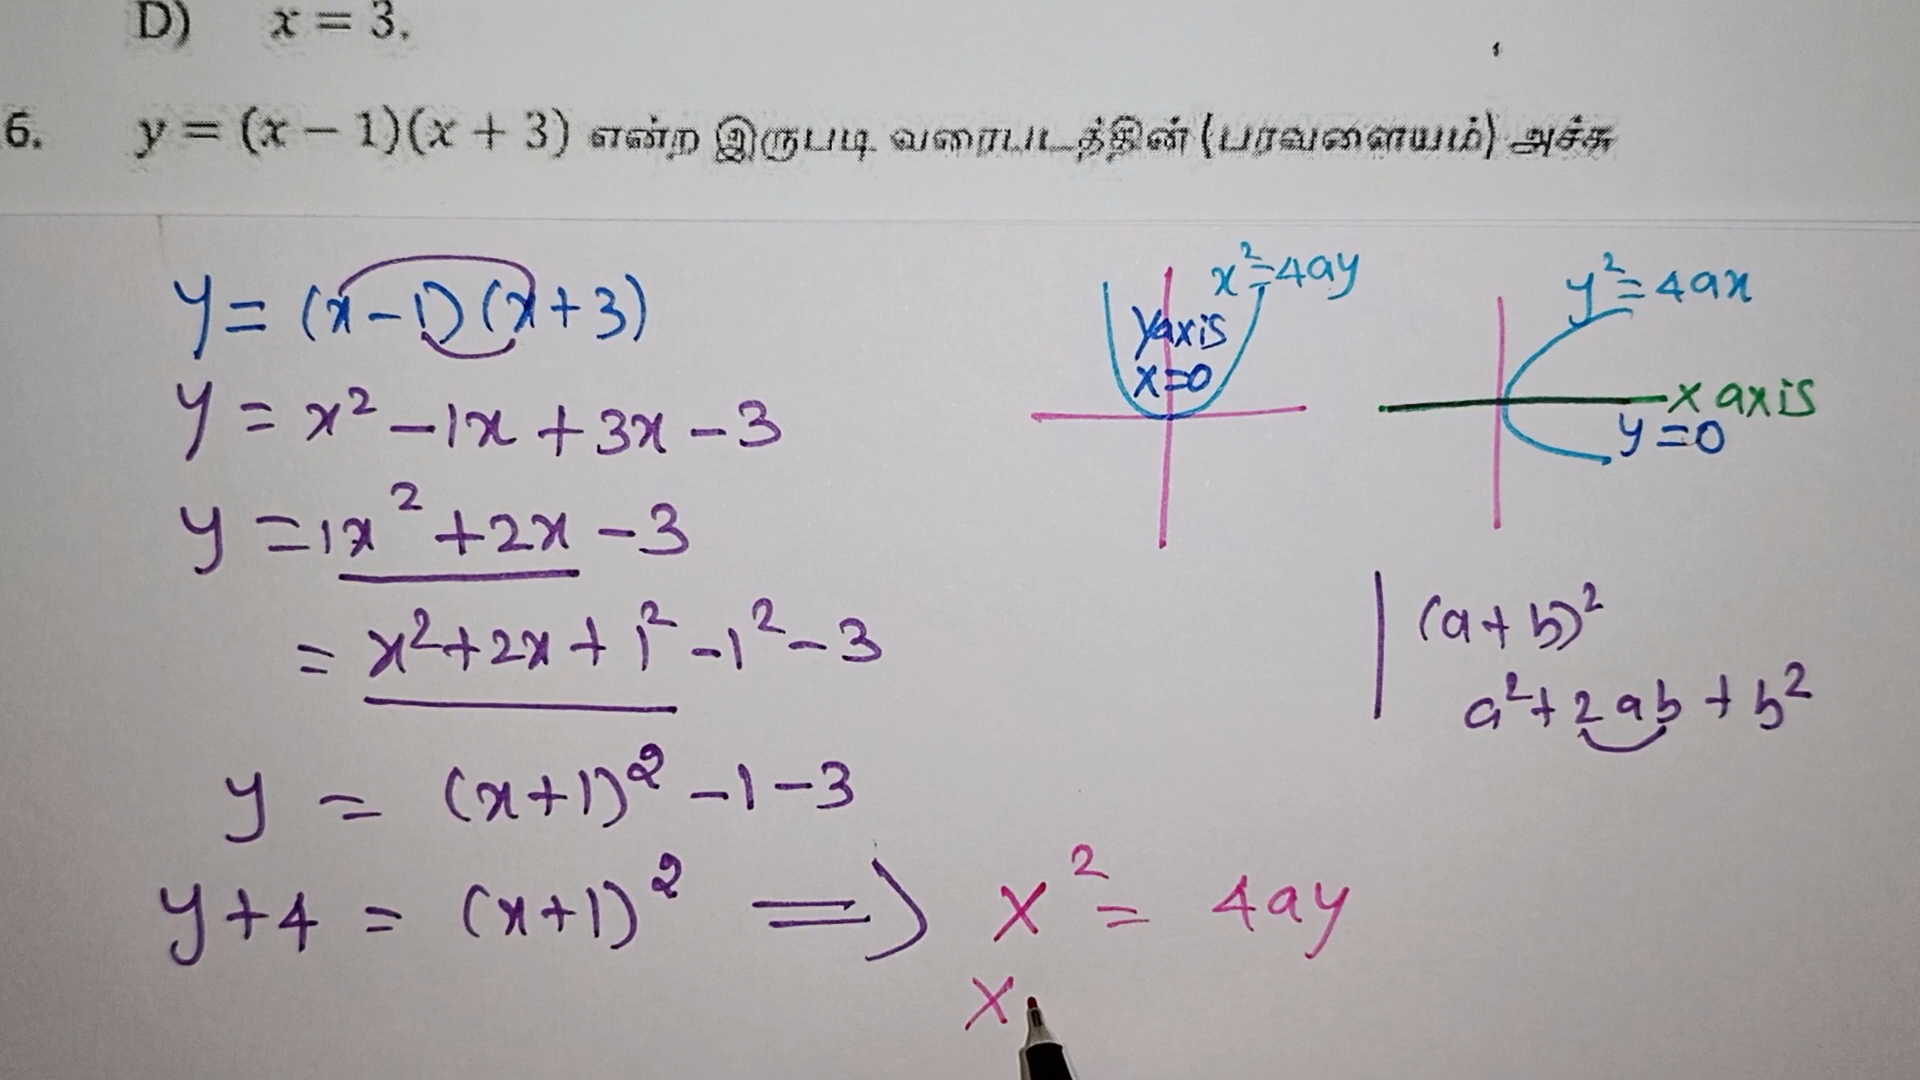 D) x = 3.
6. y = (x − 1)(x + 3) என்ற இருபடி வரைபடத்தின் (பரவளையம்) அச்சு
y = (x-1) (x+3)
y = x² - 1x + 3x - 3
y = 1x² + 2x - 3
= x² + 2x + 1² - 1² - 3
y = (x+1)² - 1 - 3
y + 4 = (x+1)² ⇒ x² = 4ay
x
x² = 4ay
y axis
x = 0
y² = 4ax
x axis
y = 0
(a + b)²
a² + 2ab + b²